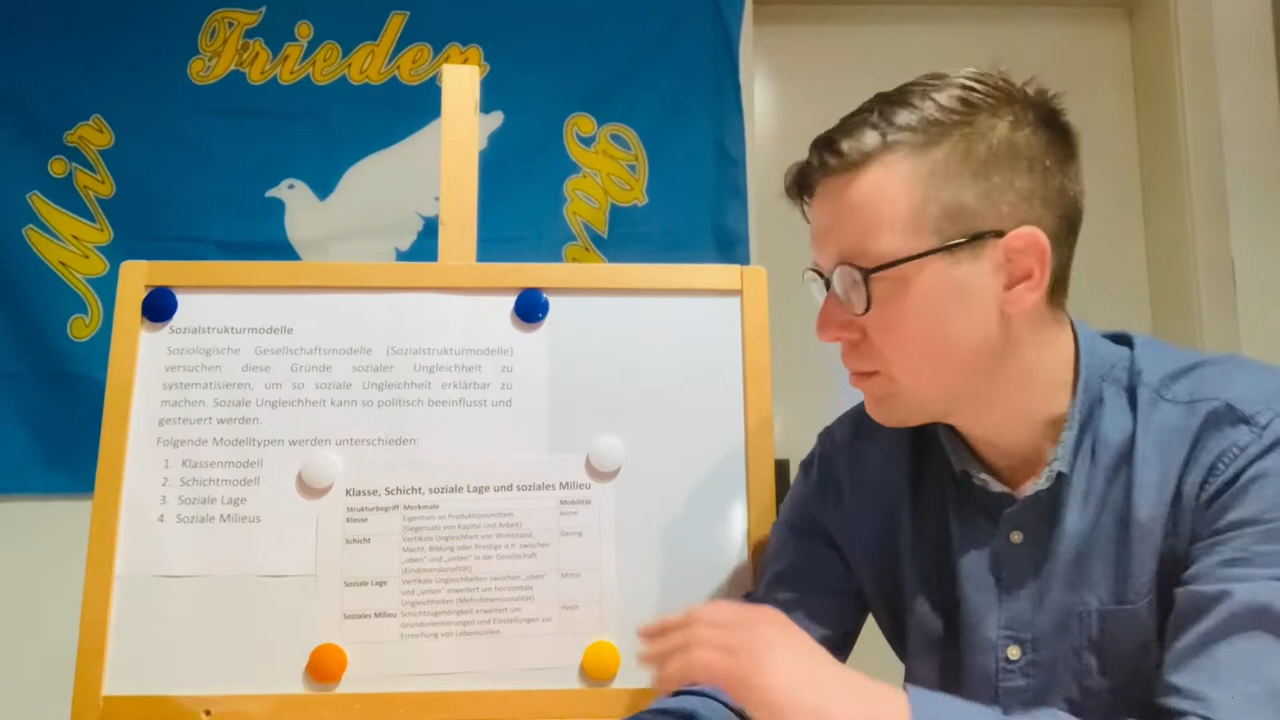 Frieden
Mir
Sozialstrukturmodelle
Soziologische Gesellschaftsmodelle (Sozialstrukturmodelle)
versuchen diese Gründe sozialer Ungleichheit zu
systematisieren, um so soziale Ungleichheit erklärbar zu
machen. Soziale Ungleichheit kann so politisch beeinflusst und
gesteuert werden.
Folgende Modelltypen werden unterschieden:
1. Klassenmodell
2. Schichtmodell
3. Soziale Lage
4. Soziale Milieus
Klasse, Schicht, soziale Lage und soziales Milieu
Strukturbegriff Merkmale Mobilität
Klasse Eigentum an Produktionsmitteln keine
(Gegensatz von Kapital und Arbeit)
Schicht Vertikale Ungleichheit von Wohlstand, Gering
Macht, Bildung oder Prestige d.h. zwischen
„oben" und „unten" in der Gesellschaft
(Eindimensionalität)
Soziale Lage Vertikale Ungleichheiten zwischen „oben" Mittel
und „unten" erweitert um horizontale
Ungleichheiten (Mehrdimensionalität)
Soziales Milieu Schichtzugehörigkeit erweitert um Hoch
Grundorientierungen und Einstellungen zur
Erreichung von Lebenszielen